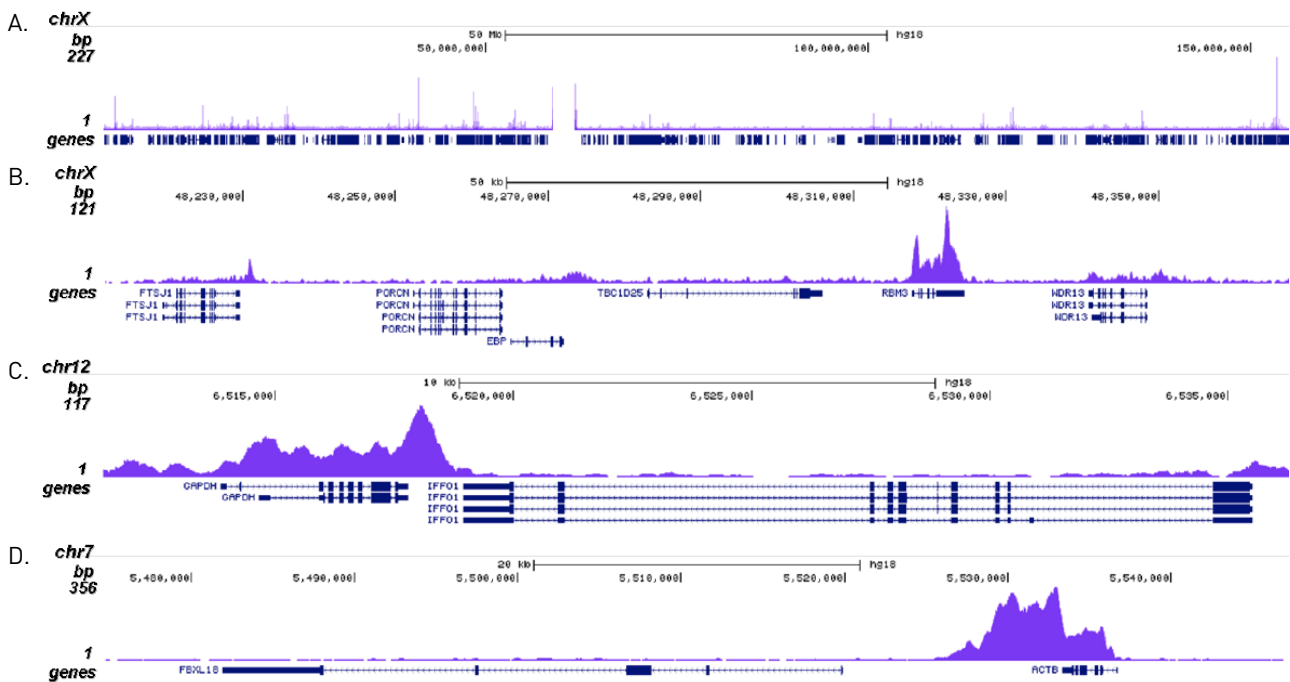 A. chrX
50 Mb hg18
bp 50,000,000 100,000,000 150,000,000
227
1
genes
B. chrX
50 kb hg18
bp 48,230,000 48,250,000 48,270,000 48,290,000 48,310,000 48,330,000 48,350,000
121
1
genes
FTSJ1 PORCN TBC1D25 RBM3 WDR13
FTSJ1 PORCN WDR13
FTSJ1 PORCN WDR13
PORCN
EBP
C. chr12
10 kb hg18
bp 6,515,000 6,520,000 6,525,000 6,530,000 6,535,000
117
1
genes
GAPDH IFFO1
GAPDH IFFO1
IFFO1
IFFO1
D. chr7
20 kb hg18
bp 5,480,000 5,490,000 5,500,000 5,510,000 5,520,000 5,530,000 5,540,000
356
1
genes
FBXL18 ACTB